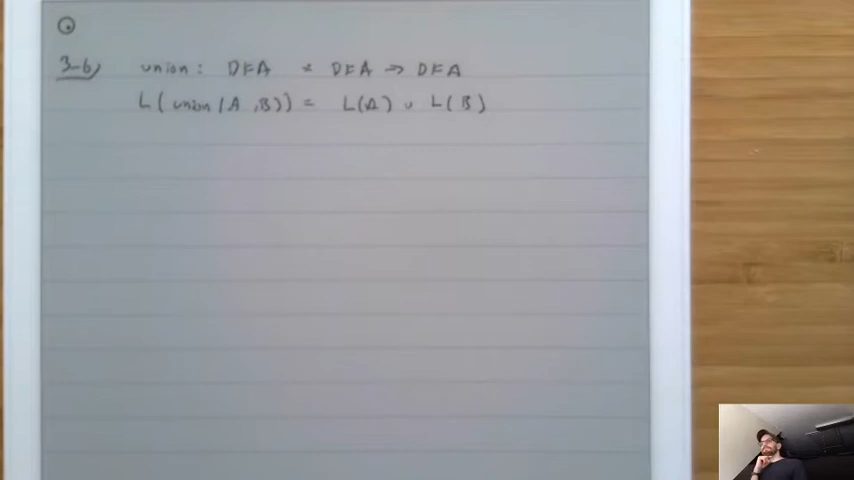 3-6/ union: DFA × DFA → DFA
L(union(A,B)) = L(A) ∪ L(B)